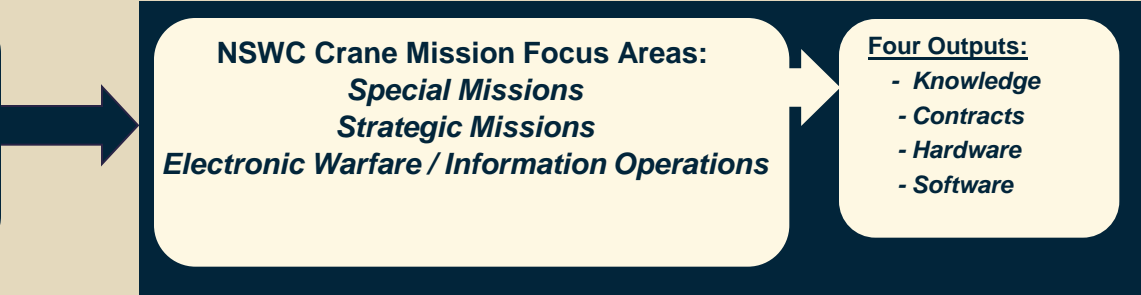 NSWC Crane Mission Focus Areas:
Special Missions
Strategic Missions
Electronic Warfare / Information Operations
Four Outputs:
- Knowledge
- Contracts
- Hardware
- Software